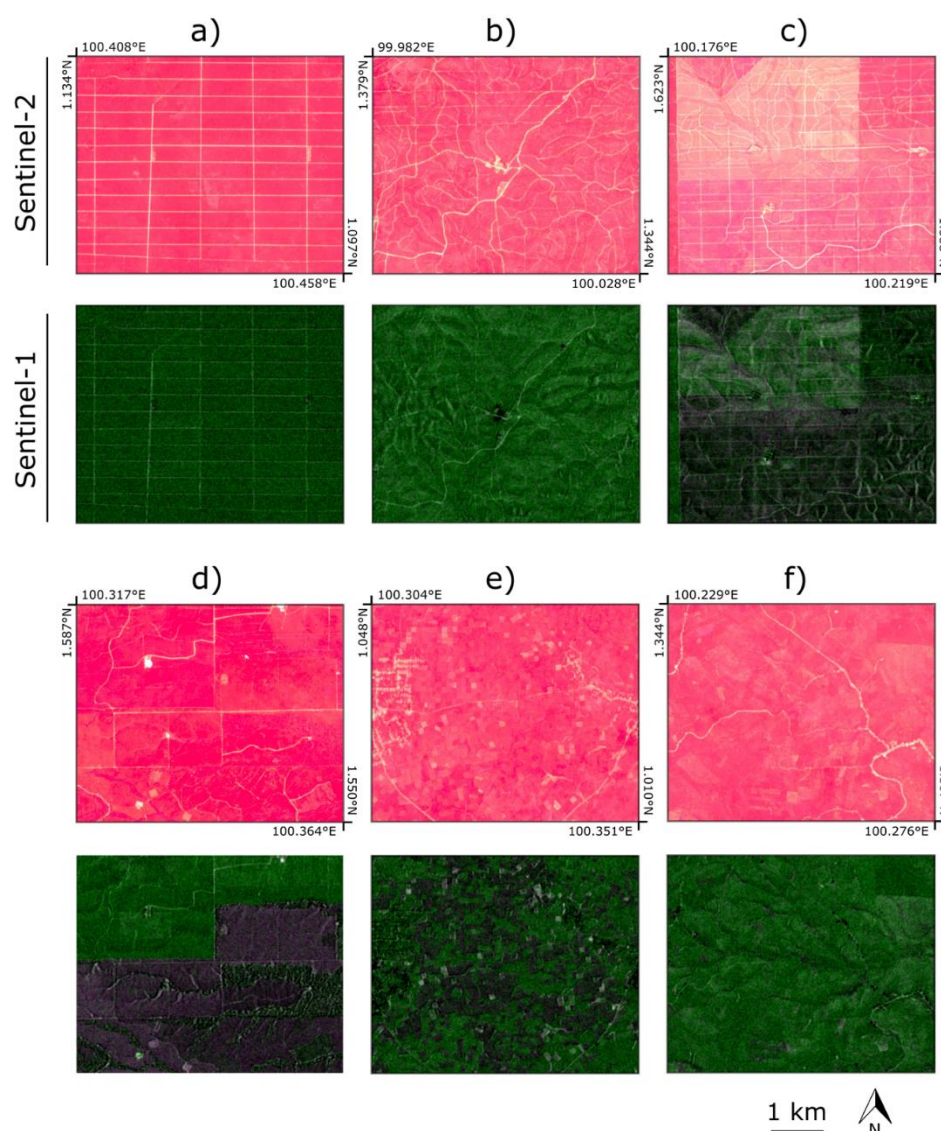 a) b) c)
100.408°E 99.982°E 100.176°E
Sentinel-2
1.134°N 1.097°N 1.379°N 1.344°N 1.623°N
100.458°E 100.028°E 100.219°E
Sentinel-1
d) e) f)
100.317°E 100.304°E 100.229°E
1.587°N 1.550°N 1.048°N 1.010°N 1.344°N
100.364°E 100.351°E 100.276°E
1 km N